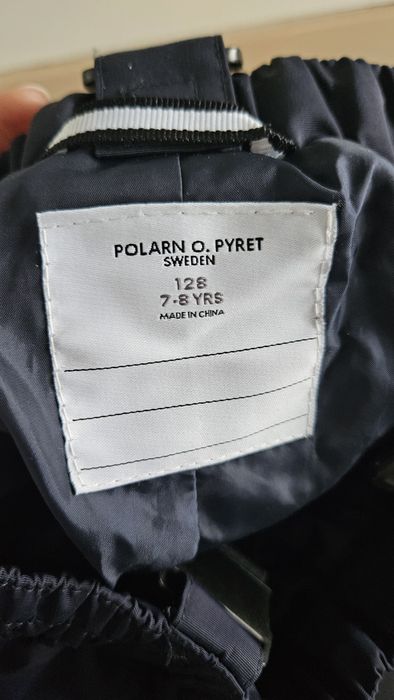 POLARN O. PYRET
SWEDEN
128
7-8 YRS
MADE IN CHINA